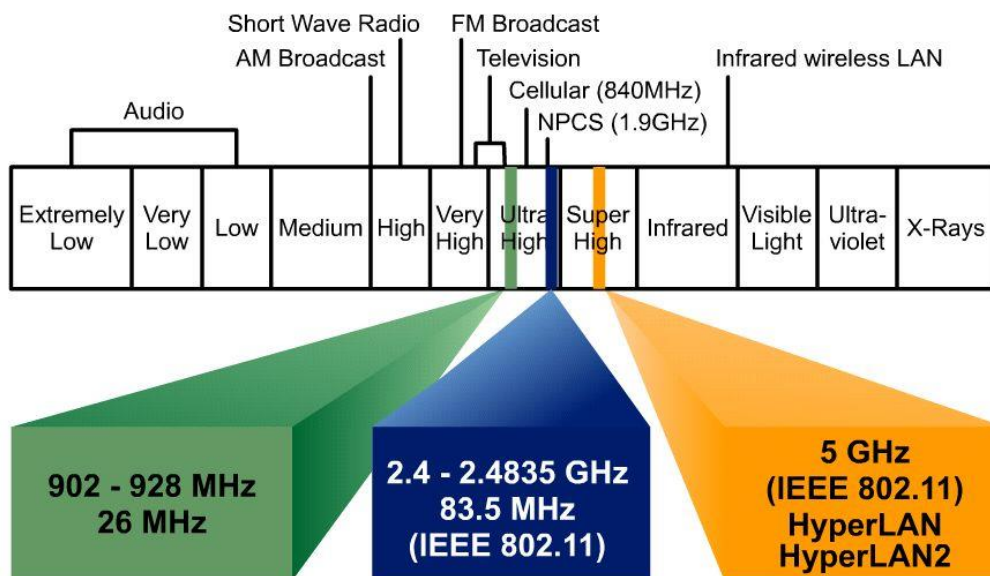 Short Wave Radio
FM Broadcast
AM Broadcast
Television
Infrared wireless LAN
Cellular (840MHz)
NPCS (1.9GHz)
Audio
Extremely
Low
Very
Low
Low
Medium
High
Very
High
Ultra
High
Super
High
Infrared
Visible
Light
Ultra-
violet
X-Rays
902 - 928 MHz
26 MHz
2.4 - 2.4835 GHz
83.5 MHz
(IEEE 802.11)
5 GHz
(IEEE 802.11)
HyperLAN
HyperLAN2